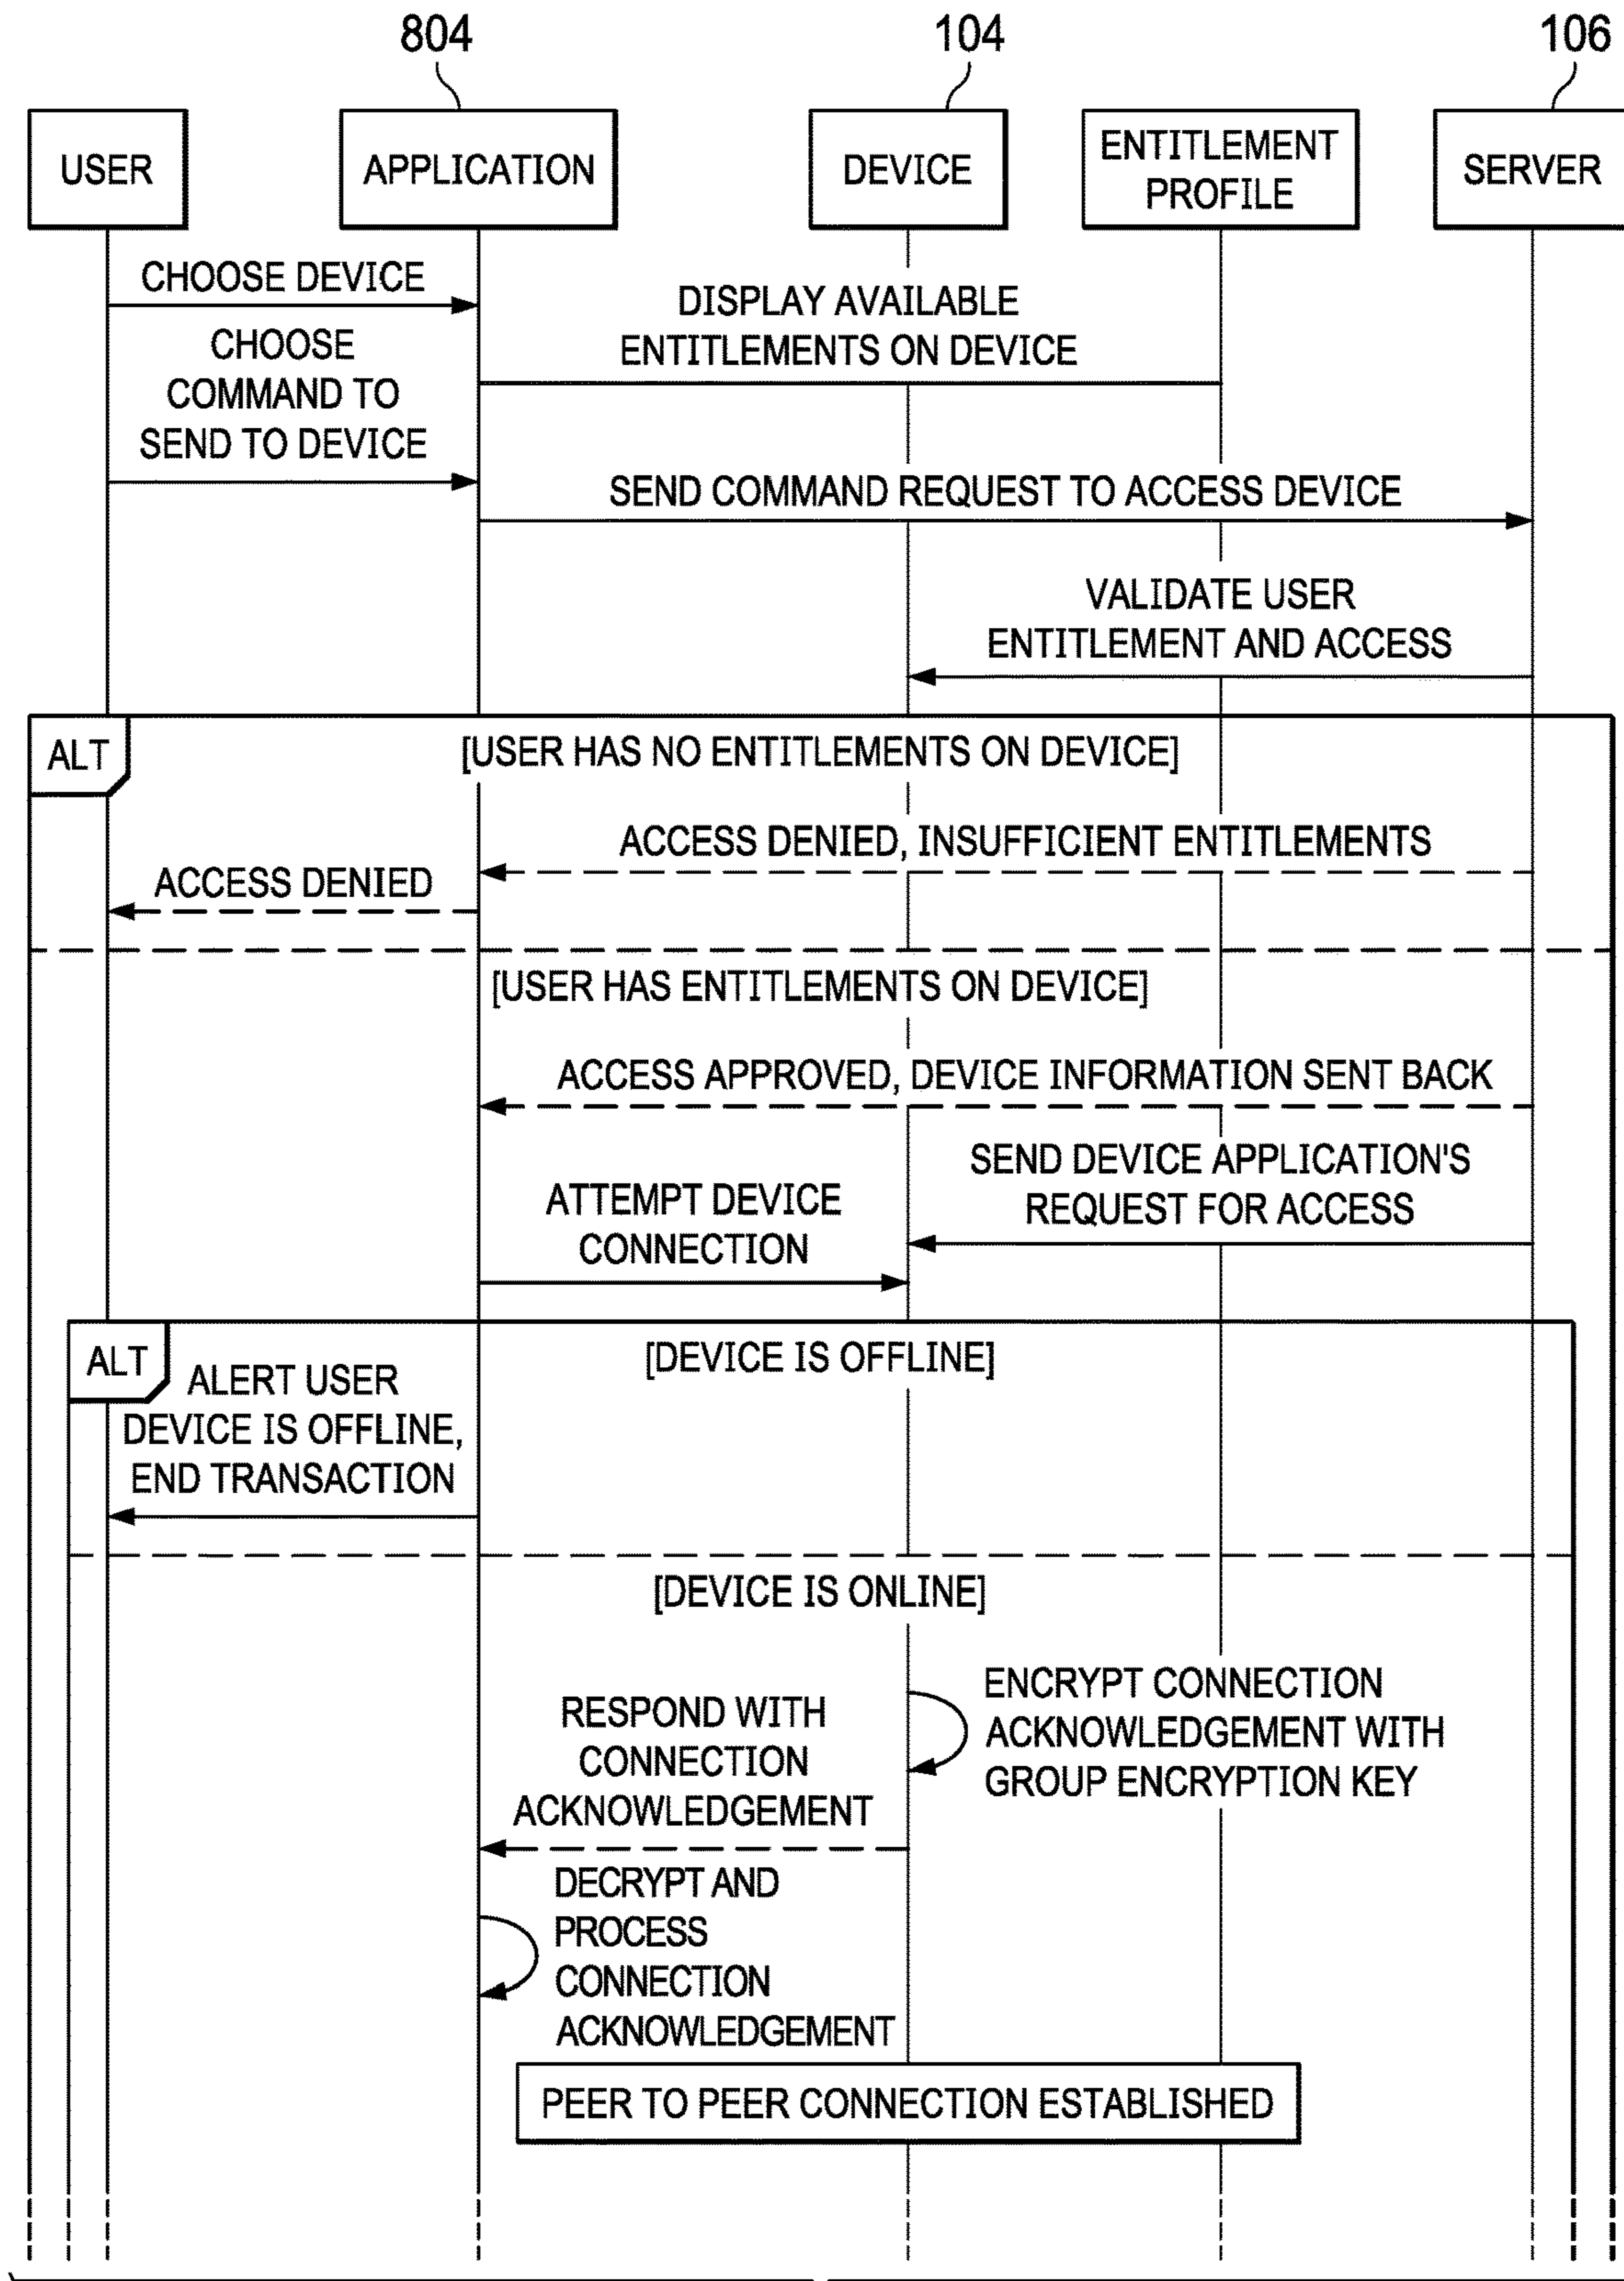 804
104
106
USER
APPLICATION
DEVICE
ENTITLEMENT
PROFILE
SERVER
CHOOSE DEVICE
DISPLAY AVAILABLE
ENTITLEMENTS ON DEVICE
CHOOSE
COMMAND TO
SEND TO DEVICE
SEND COMMAND REQUEST TO ACCESS DEVICE
VALIDATE USER
ENTITLEMENT AND ACCESS
ALT
[USER HAS NO ENTITLEMENTS ON DEVICE]
ACCESS DENIED, INSUFFICIENT ENTITLEMENTS
ACCESS DENIED
[USER HAS ENTITLEMENTS ON DEVICE]
ACCESS APPROVED, DEVICE INFORMATION SENT BACK
SEND DEVICE APPLICATION'S
REQUEST FOR ACCESS
ATTEMPT DEVICE
CONNECTION
ALT
[DEVICE IS OFFLINE]
ALERT USER
DEVICE IS OFFLINE,
END TRANSACTION
[DEVICE IS ONLINE]
ENCRYPT CONNECTION
ACKNOWLEDGEMENT WITH
GROUP ENCRYPTION KEY
RESPOND WITH
CONNECTION
ACKNOWLEDGEMENT
DECRYPT AND
PROCESS
CONNECTION
ACKNOWLEDGEMENT
PEER TO PEER CONNECTION ESTABLISHED